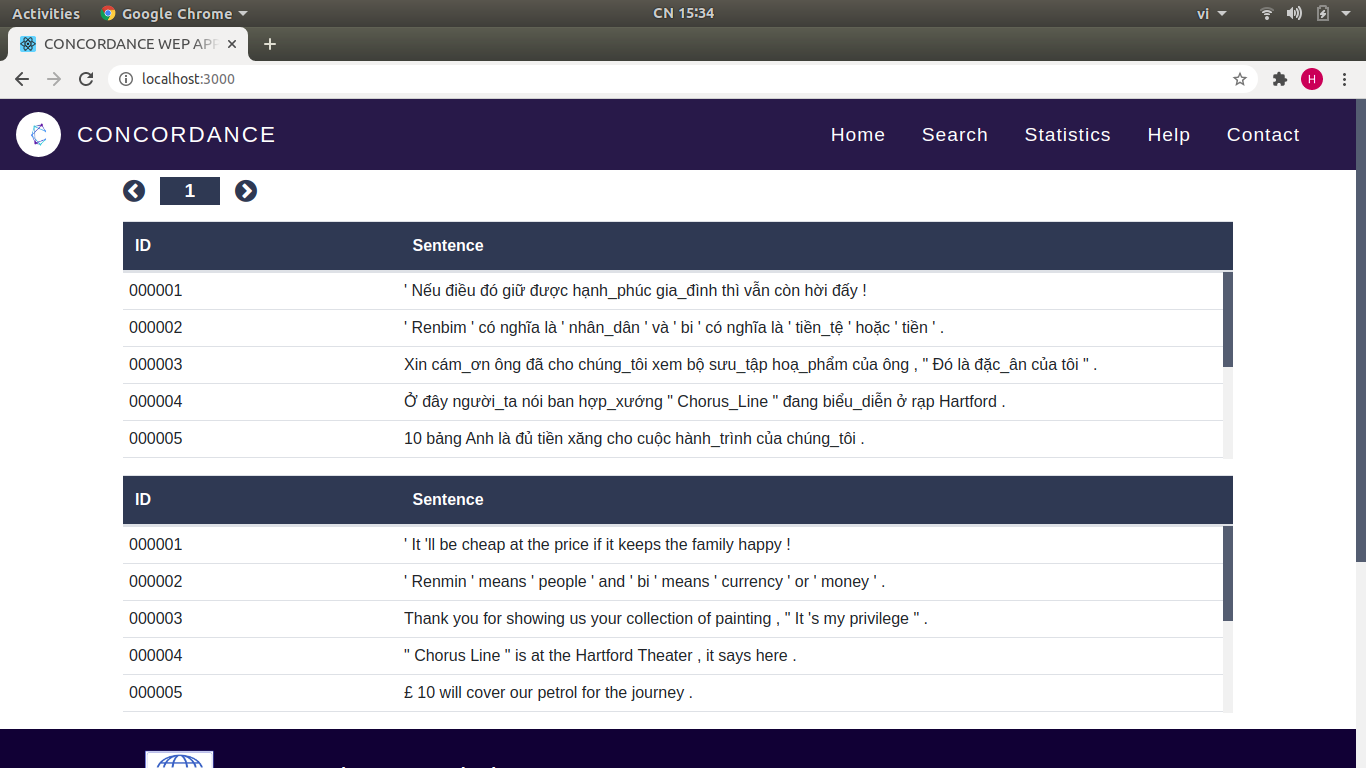 Activities Google Chrome CN 15:34 vi
CONCORDANCE WEP APP
localhost:3000 H
CONCORDANCE Home Search Statistics Help Contact
1
ID Sentence
000001 ' Nếu điều đó giữ được hạnh_phúc gia_đình thì vẫn còn hời đấy !
000002 ' Renbim ' có nghĩa là ' nhân_dân ' và ' bi ' có nghĩa là ' tiền_tệ ' hoặc ' tiền ' .
000003 Xin cám_ơn ông đã cho chúng_tôi xem bộ sưu_tập hoạ_phẩm của ông , " Đó là đặc_ân của tôi " .
000004 Ở đây người_ta nói ban hợp_xướng " Chorus_Line " đang biểu_diễn ở rạp Hartford .
000005 10 bảng Anh là đủ tiền xăng cho cuộc hành_trình của chúng_tôi .
ID Sentence
000001 ' It 'll be cheap at the price if it keeps the family happy !
000002 ' Renmin ' means ' people ' and ' bi ' means ' currency ' or ' money ' .
000003 Thank you for showing us your collection of painting , " It 's my privilege " .
000004 " Chorus Line " is at the Hartford Theater , it says here .
000005 £ 10 will cover our petrol for the journey .